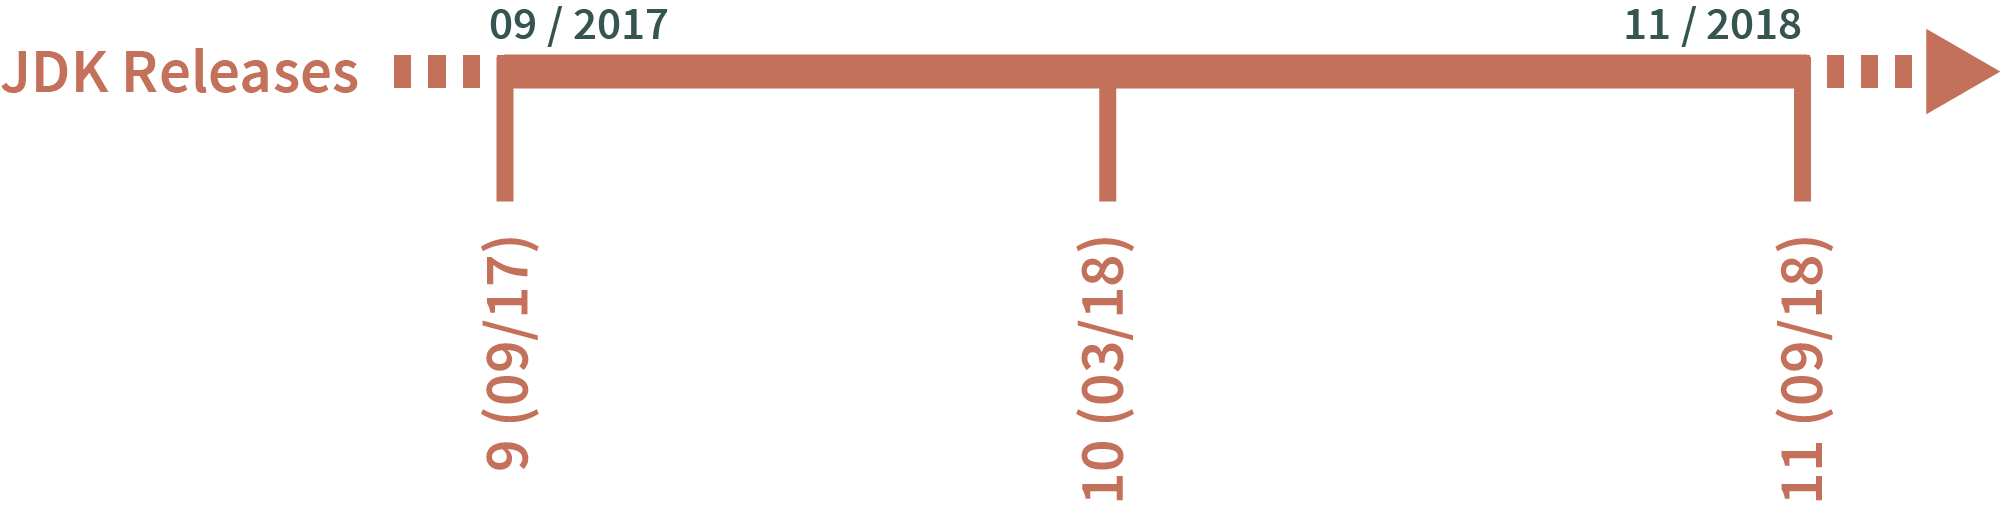 09 / 2017
11 / 2018
JDK Releases
9 (09/17)
10 (03/18)
11 (09/18)